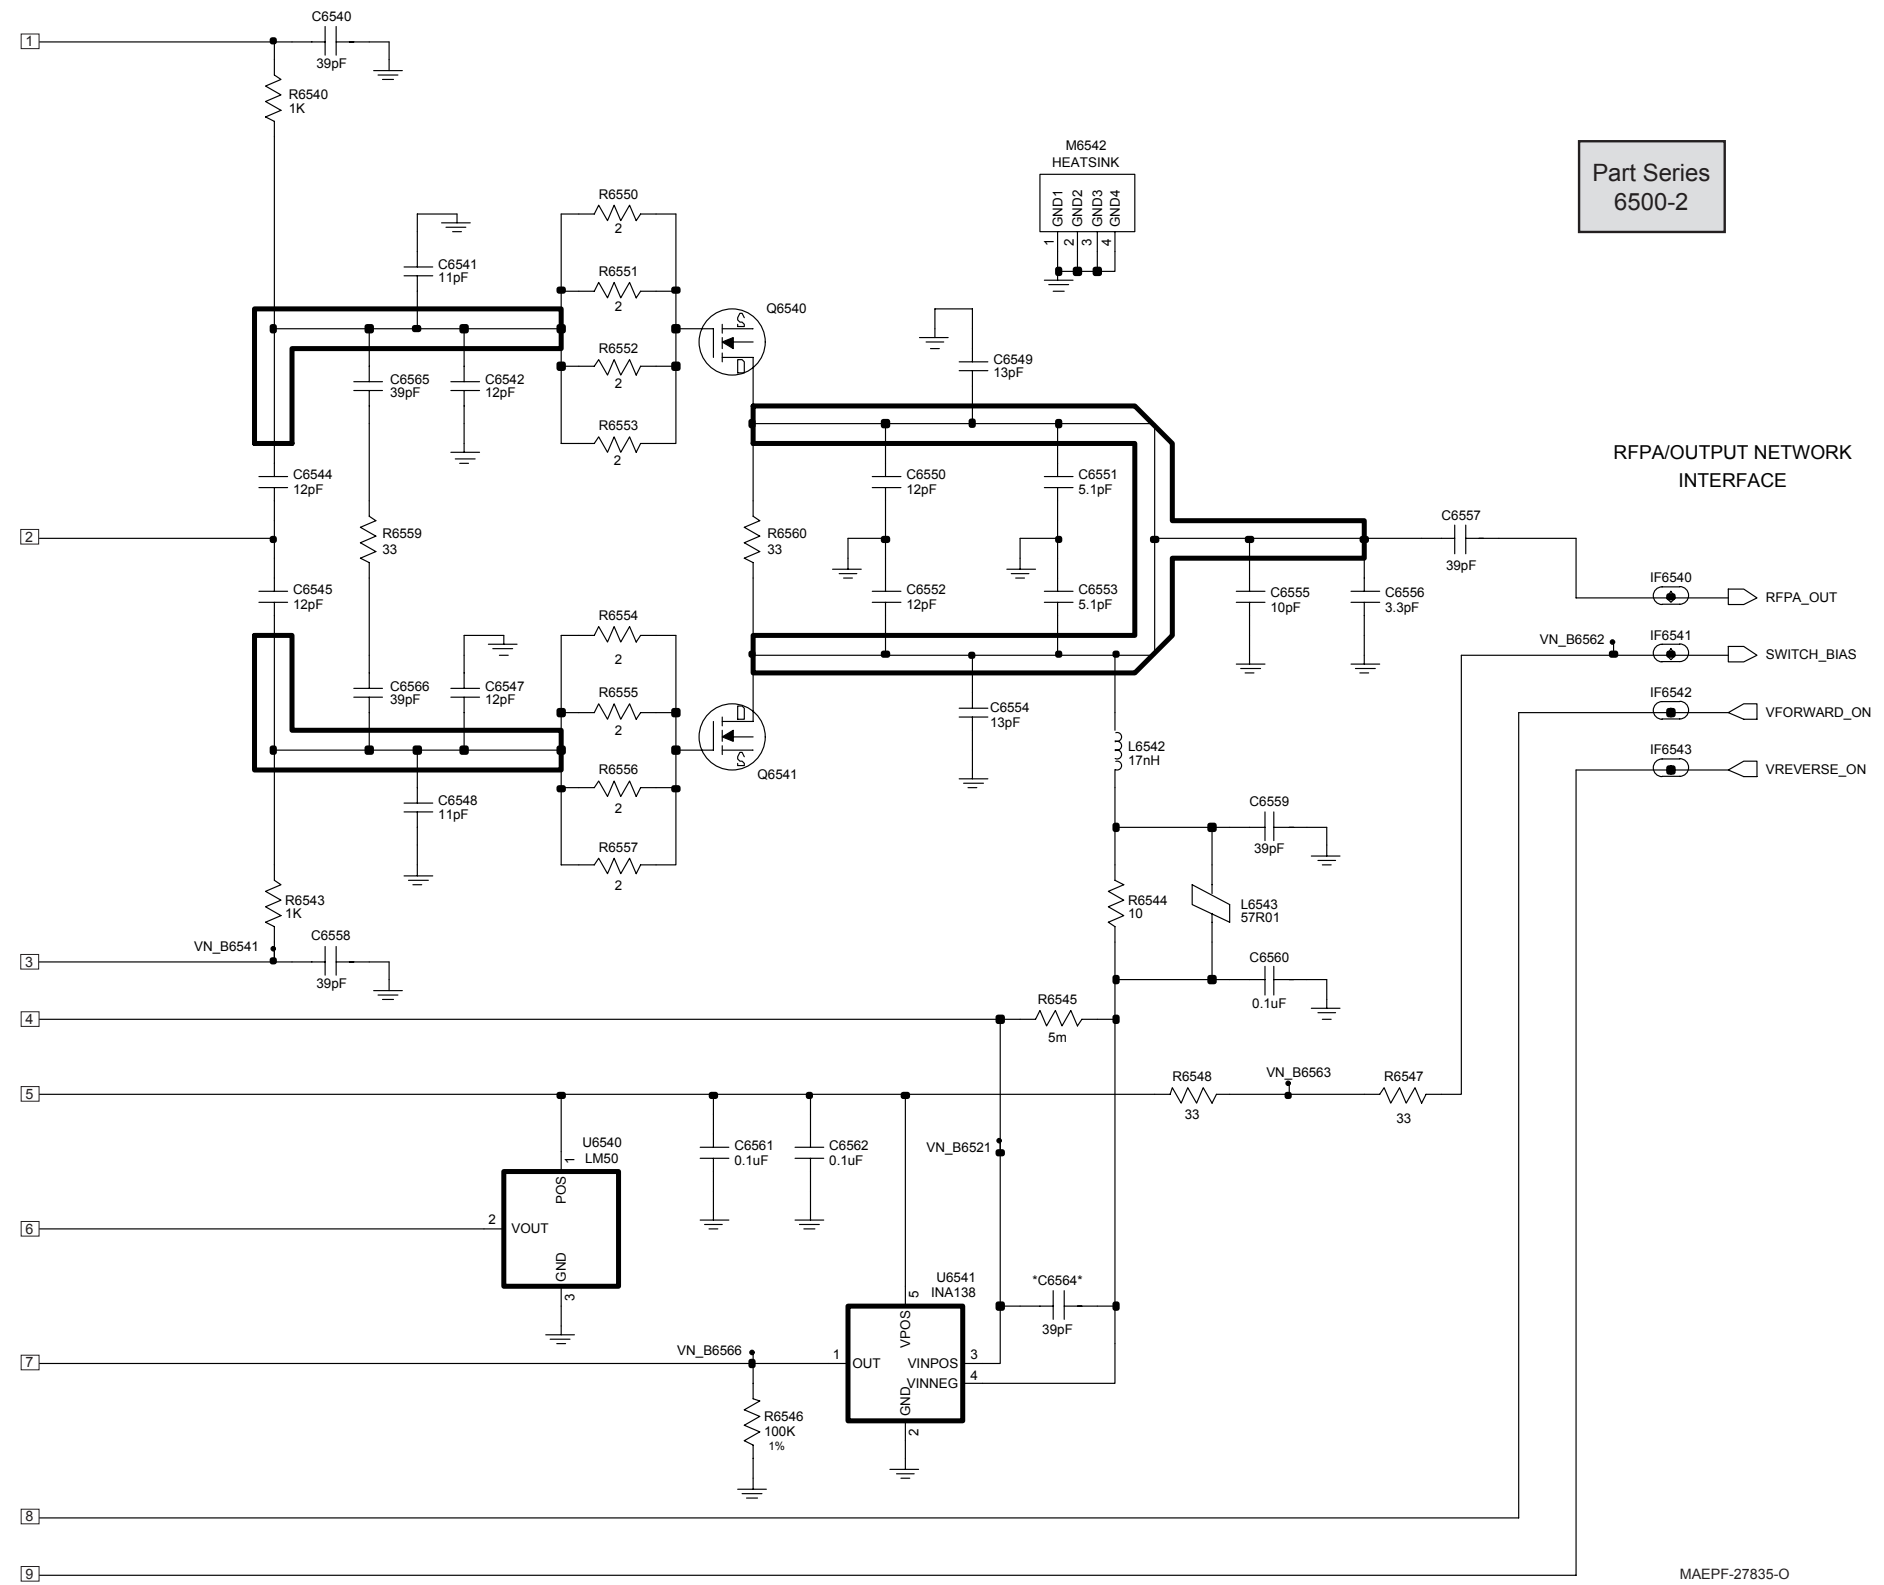 C6540
1
39pF
R6540
1K
M6542
HEATSINK
GND1
GND2
GND3
GND4
1
2
3
4
Part Series
6500-2
R6550
2
C6541
11pF
R6551
2
Q6540
S
D
R6552
2
C6565
39pF
C6542
12pF
C6549
13pF
R6553
2
C6544
12pF
C6550
12pF
C6551
5.1pF
RFPA/OUTPUT NETWORK
INTERFACE
2
R6559
33
R6560
33
C6557
39pF
C6545
12pF
C6552
12pF
C6553
5.1pF
C6555
10pF
C6556
3.3pF
IF6540
RFPA_OUT
R6554
2
VN_B6562
IF6541
SWITCH_BIAS
C6566
39pF
C6547
12pF
R6555
2
C6554
13pF
IF6542
VFORWARD_ON
D
S
Q6541
L6542
17nH
IF6543
VREVERSE_ON
R6556
2
C6548
11pF
C6559
39pF
R6557
2
R6543
1K
R6544
10
L6543
57R01
VN_B6541
C6558
39pF
3
C6560
0.1uF
4
R6545
5m
5
R6548
33
VN_B6563
R6547
33
U6540
LM50
1
POS
C6561
0.1uF
C6562
0.1uF
VN_B6521
6
2
VOUT
GND
3
U6541
INA138
5
VPOS
*C6564*
39pF
7
VN_B6566
1
OUT
VINPOS
3
VINNEG
4
GND
2
R6546
100K
1%
8
9
MAEPF-27835-O